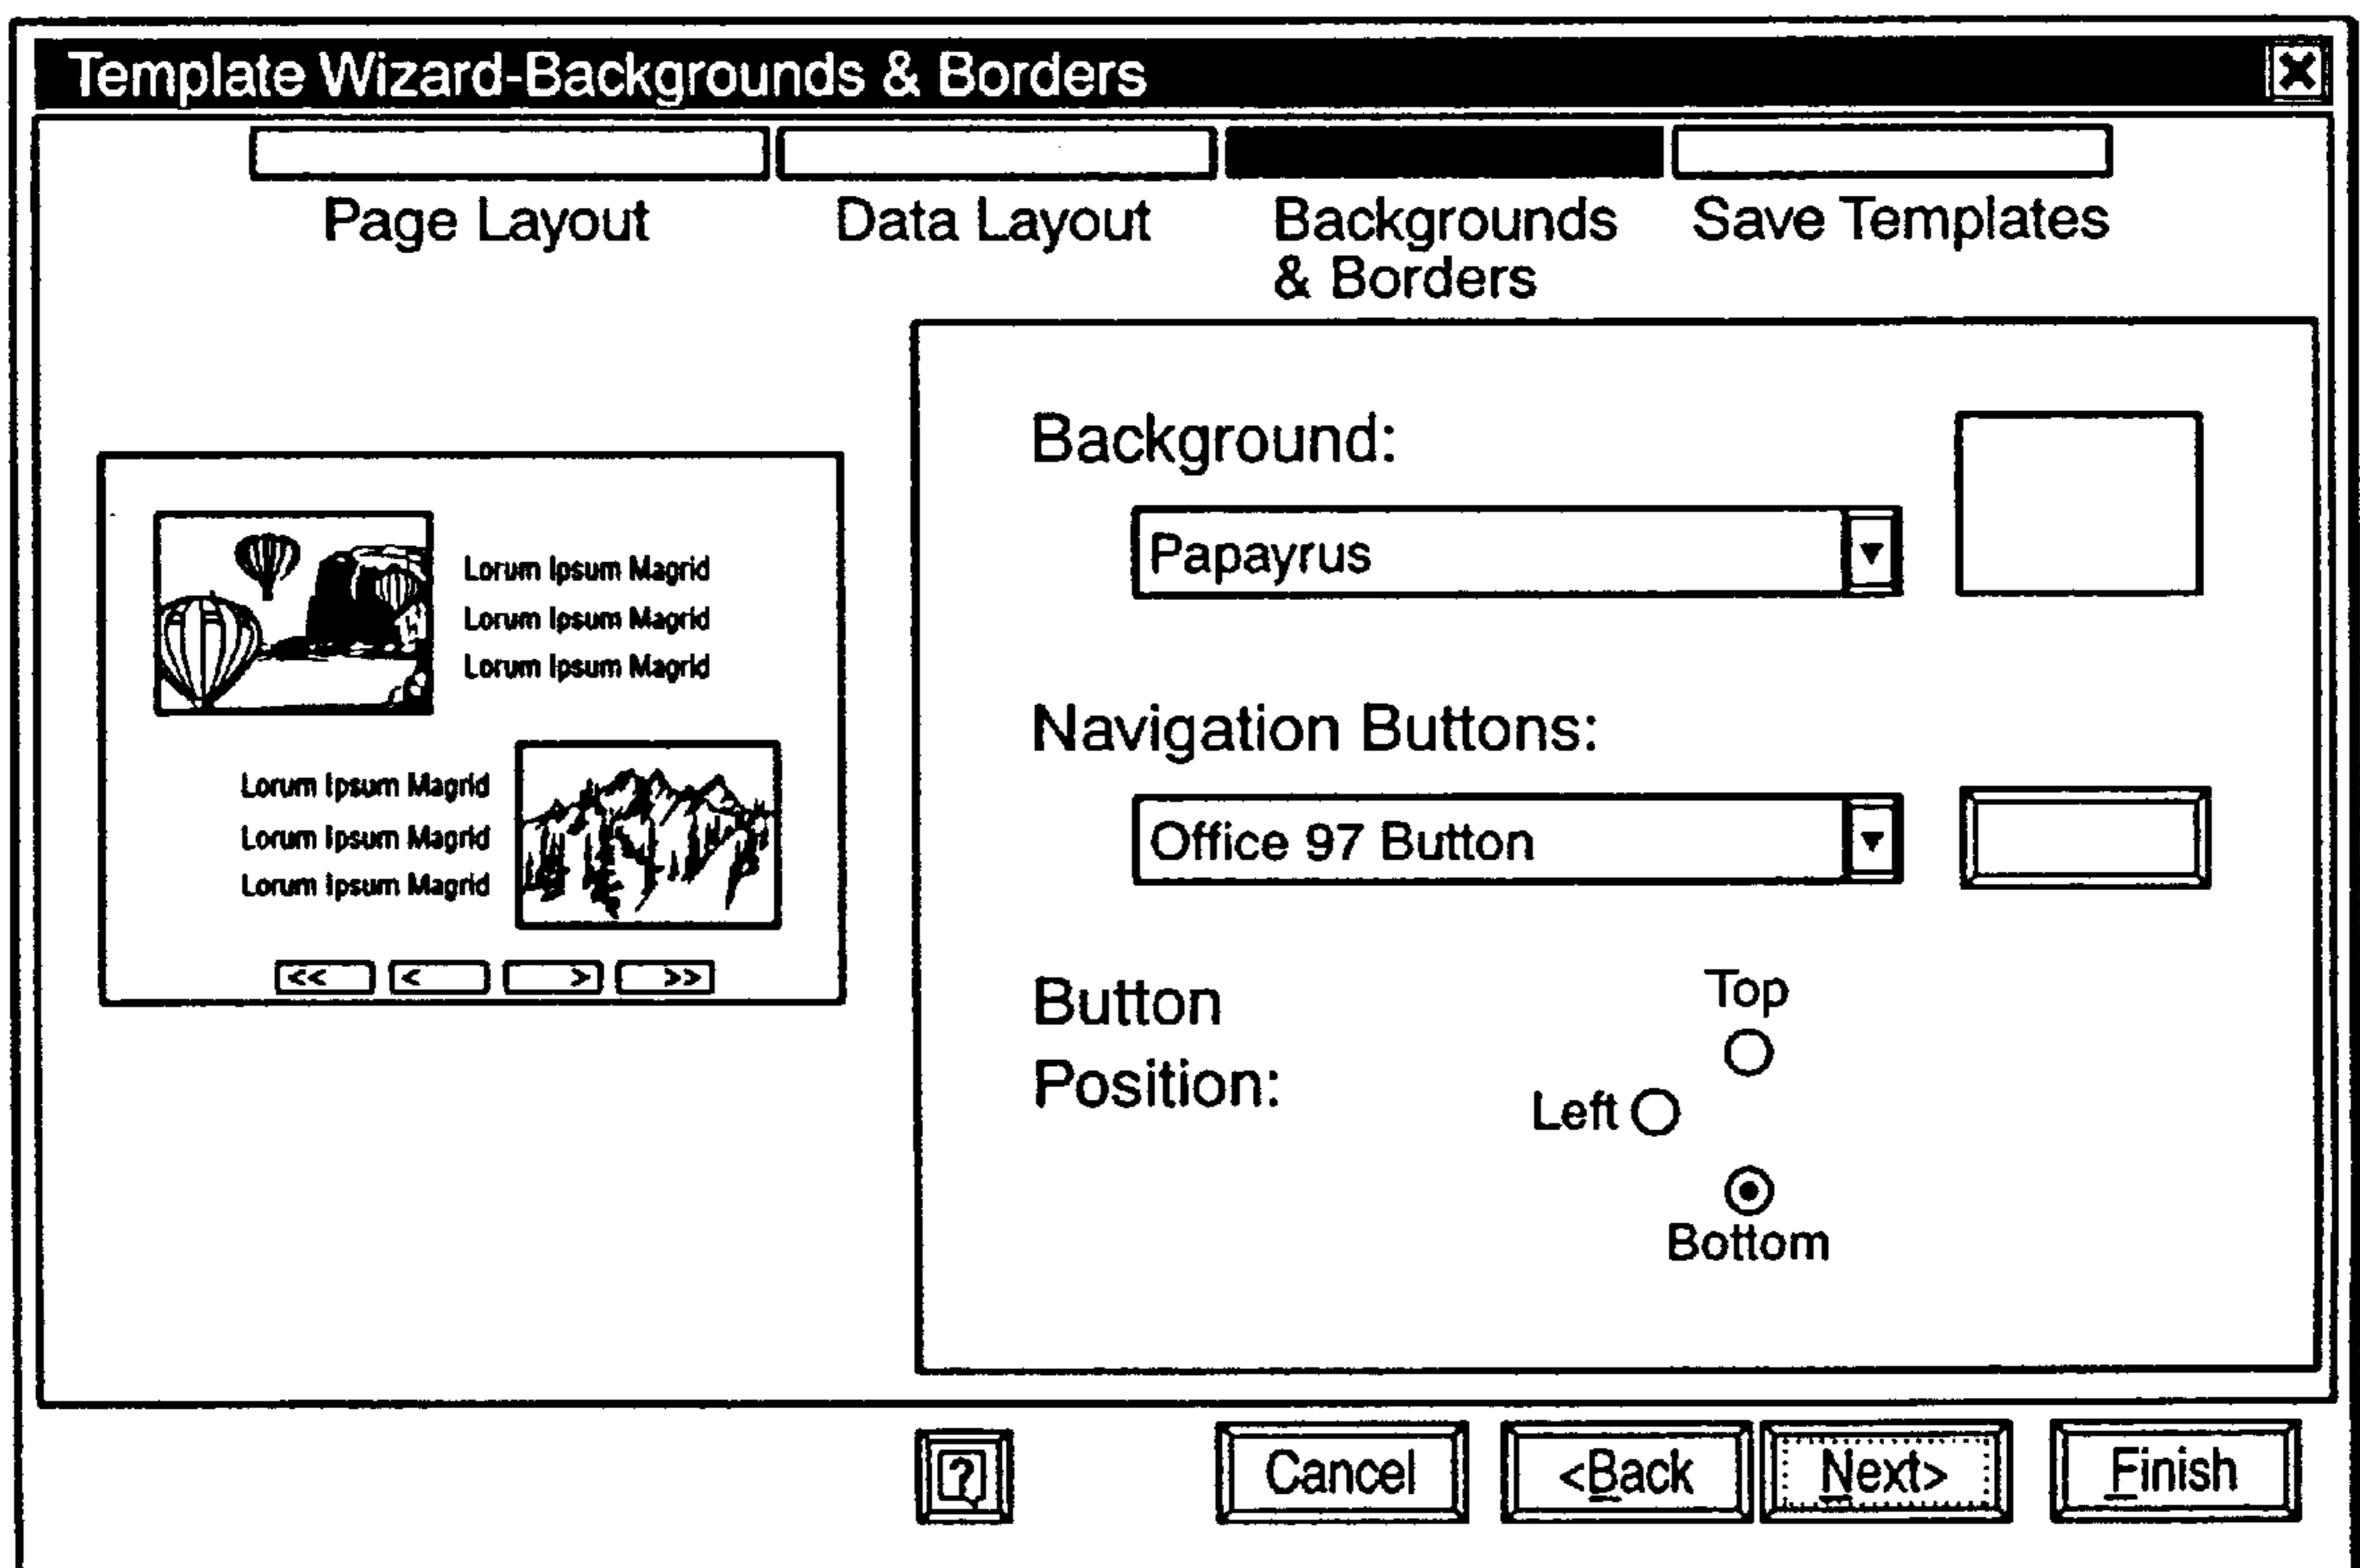 Template Wizard-Backgrounds & Borders
Page Layout
Data Layout
Backgrounds
& Borders
Save Templates
Lorum Ipsum Magrid
Lorum Ipsum Magrid
Lorum Ipsum Magrid
Lorum Ipsum Magrid
Lorum Ipsum Magrid
Lorum Ipsum Magrid
<< < > >>
Background:
Papayrus
Navigation Buttons:
Office 97 Button
Button
Position:
Top
Left
Bottom
? Cancel <Back Next> Finish